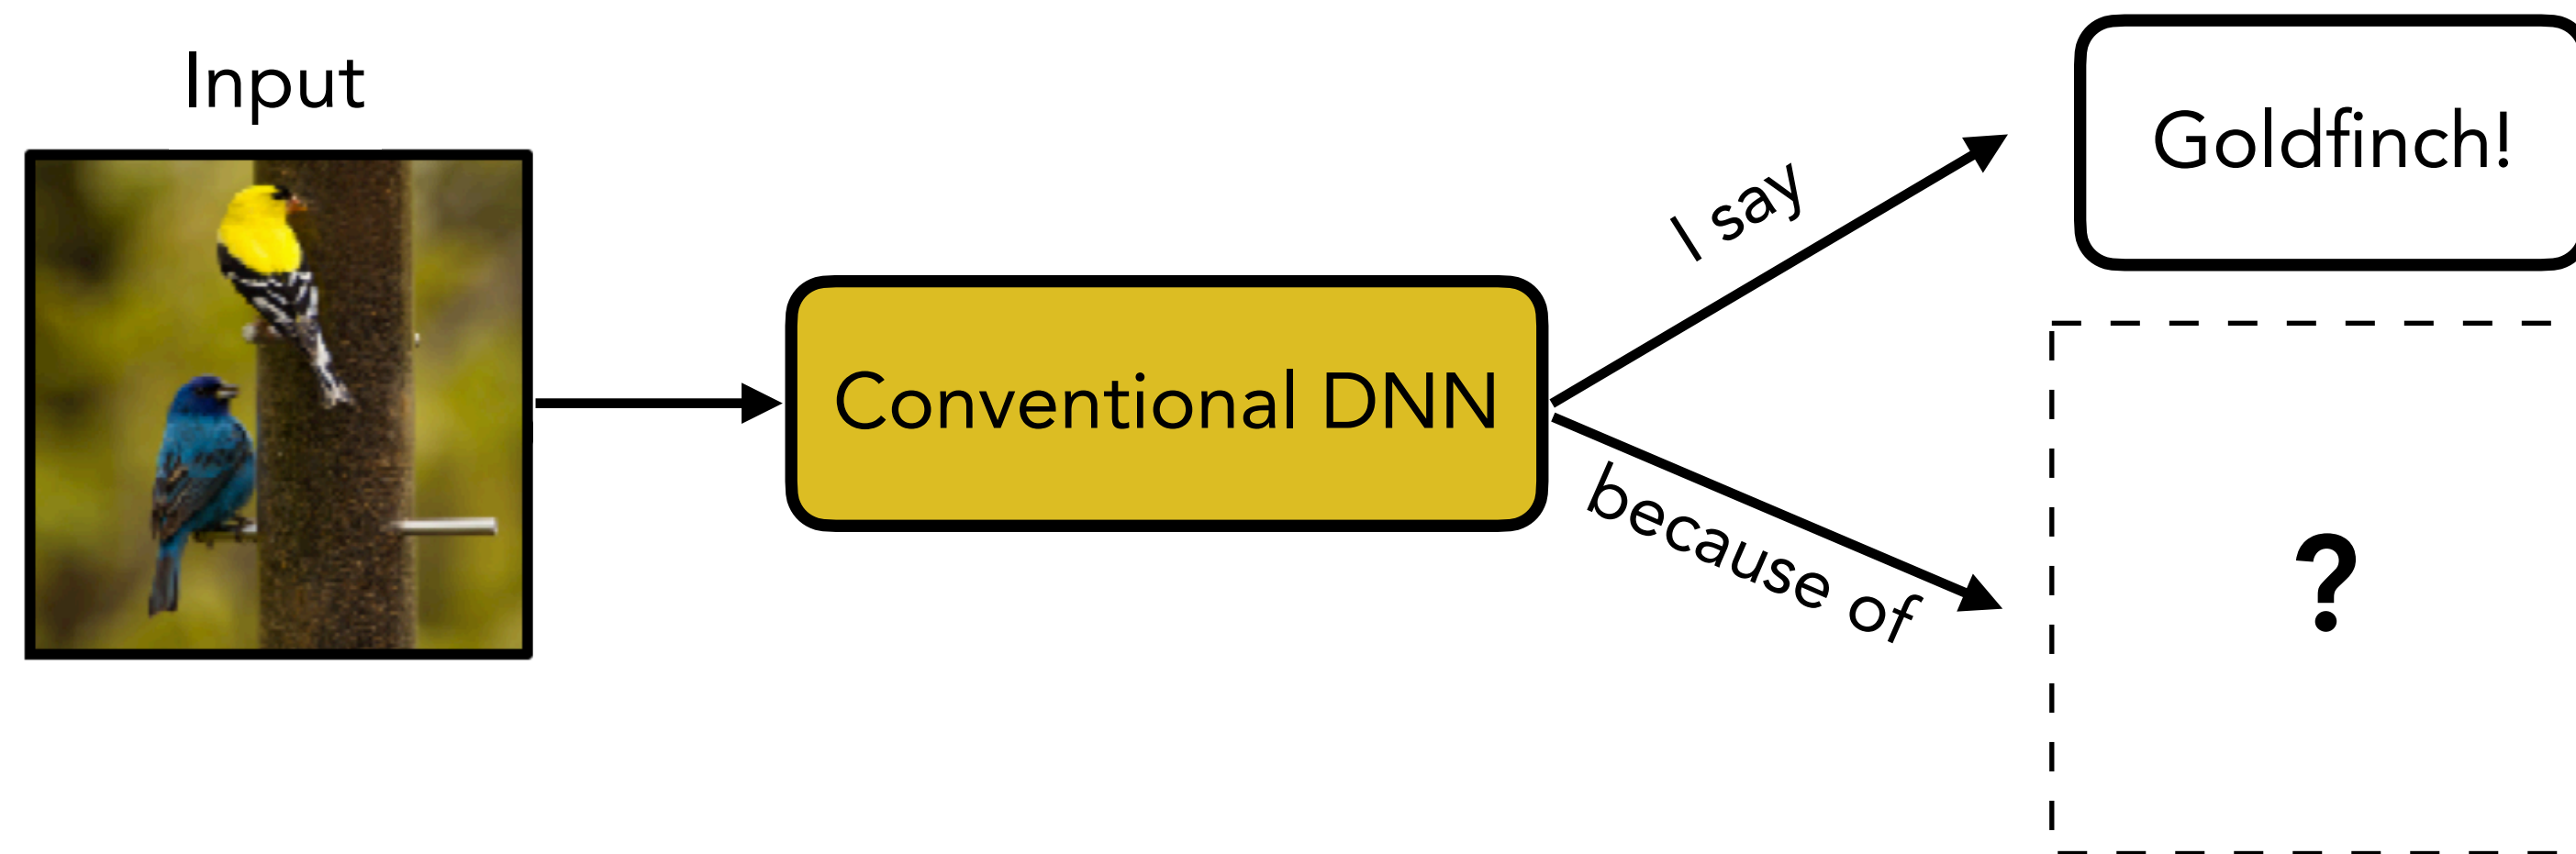 Input
Conventional DNN
I say
Goldfinch!
because of
?